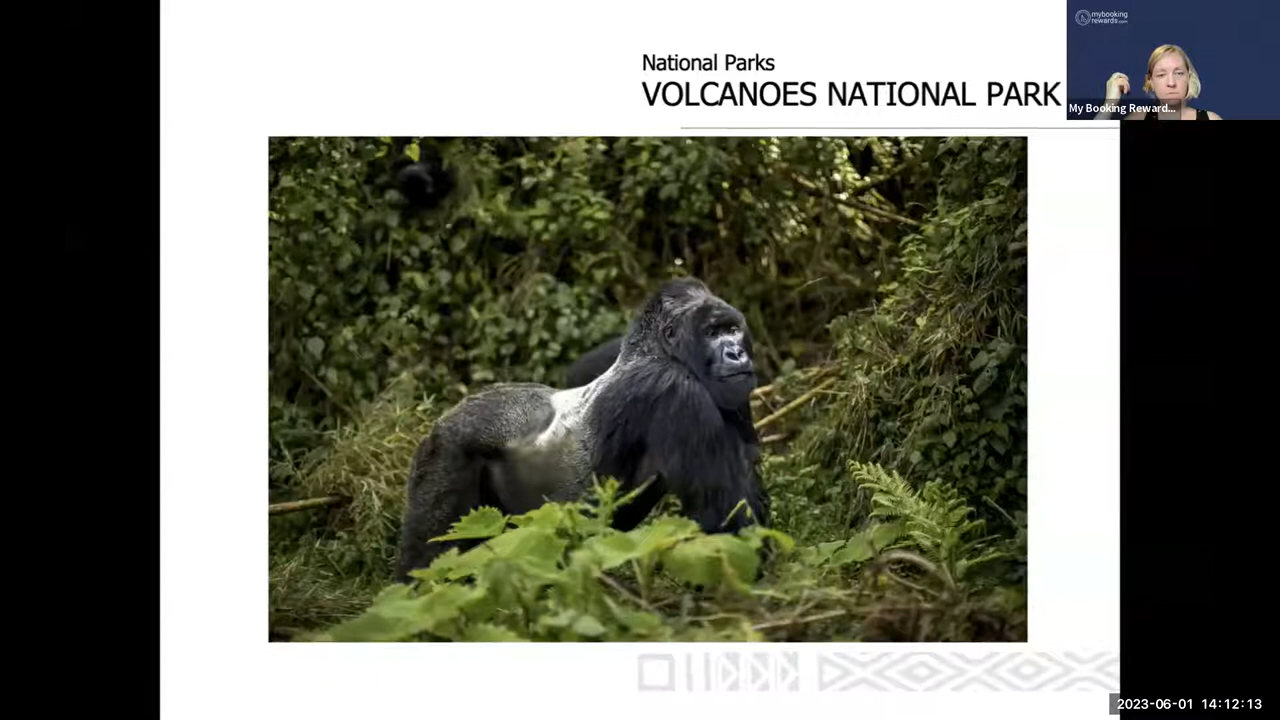 National Parks
VOLCANOES NATIONAL PARK
mybooking
rewards.com
My Booking Reward...
2023-06-01 14:12:13